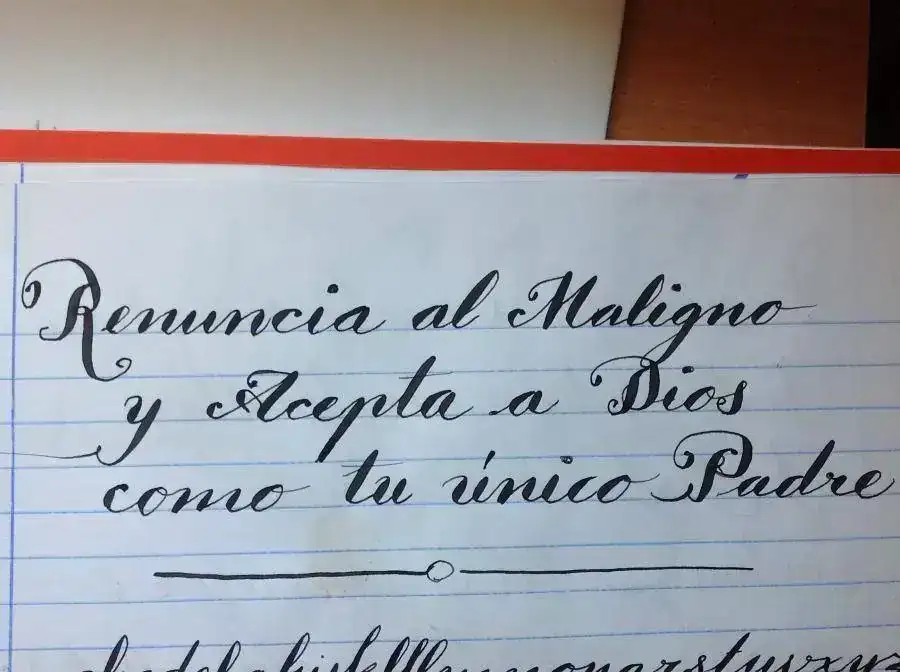 Renuncia al Maligno
y Acepta a Dios
como tu único Padre